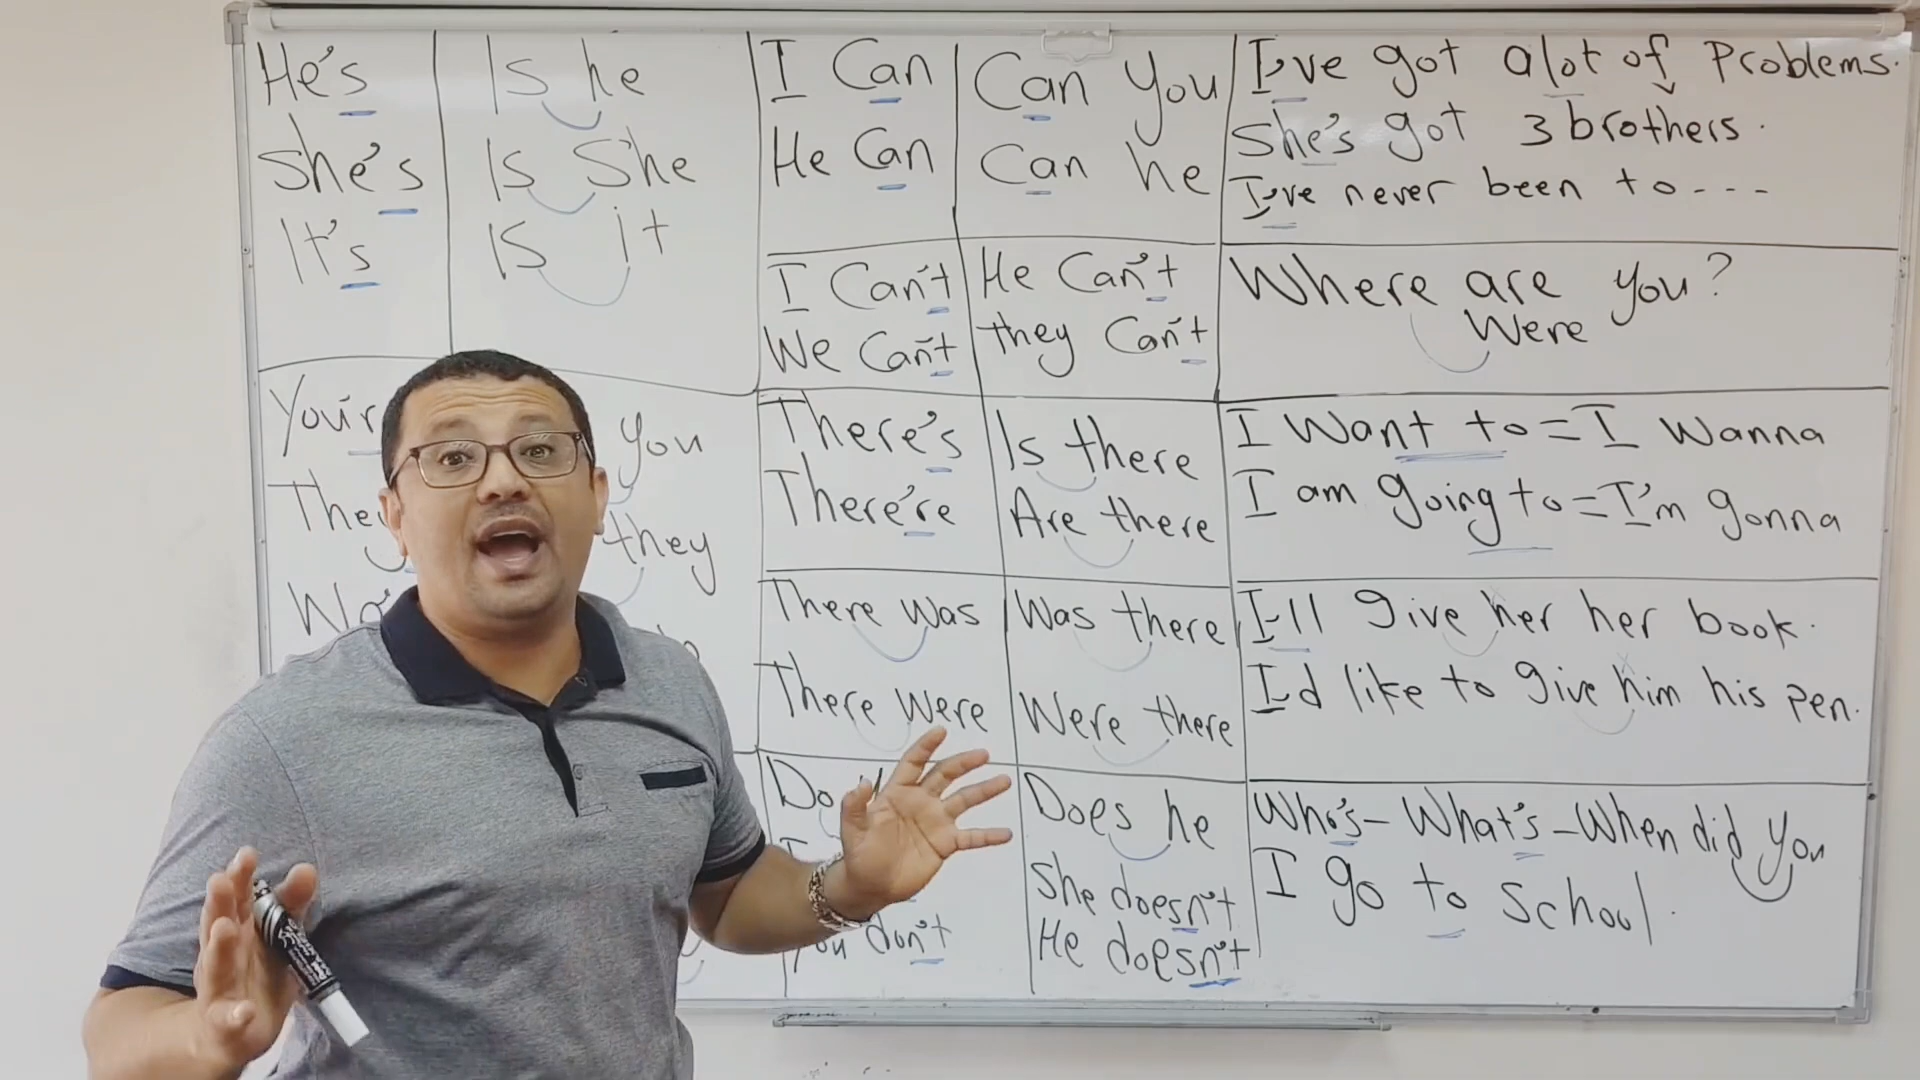 He's
She's
It's
Is he
Is She
Is it
I Can
He Can
Can You
Can he
I've got alot of Problems.
She's got 3 brothers.
I've never been to ---
I Can't
We Can't
He Can't
they Can't
Where are you?
Were
you
they
There's
There're
Is there
Are there
I Want to = I Wanna
I am going to = I'm gonna
There was
There were
Was there
Were there
I'll give her her book.
I'd like to give him his pen.
You don't
Does he
She doesn't
He doesn't
Who's - What's - When did you
I go to School.